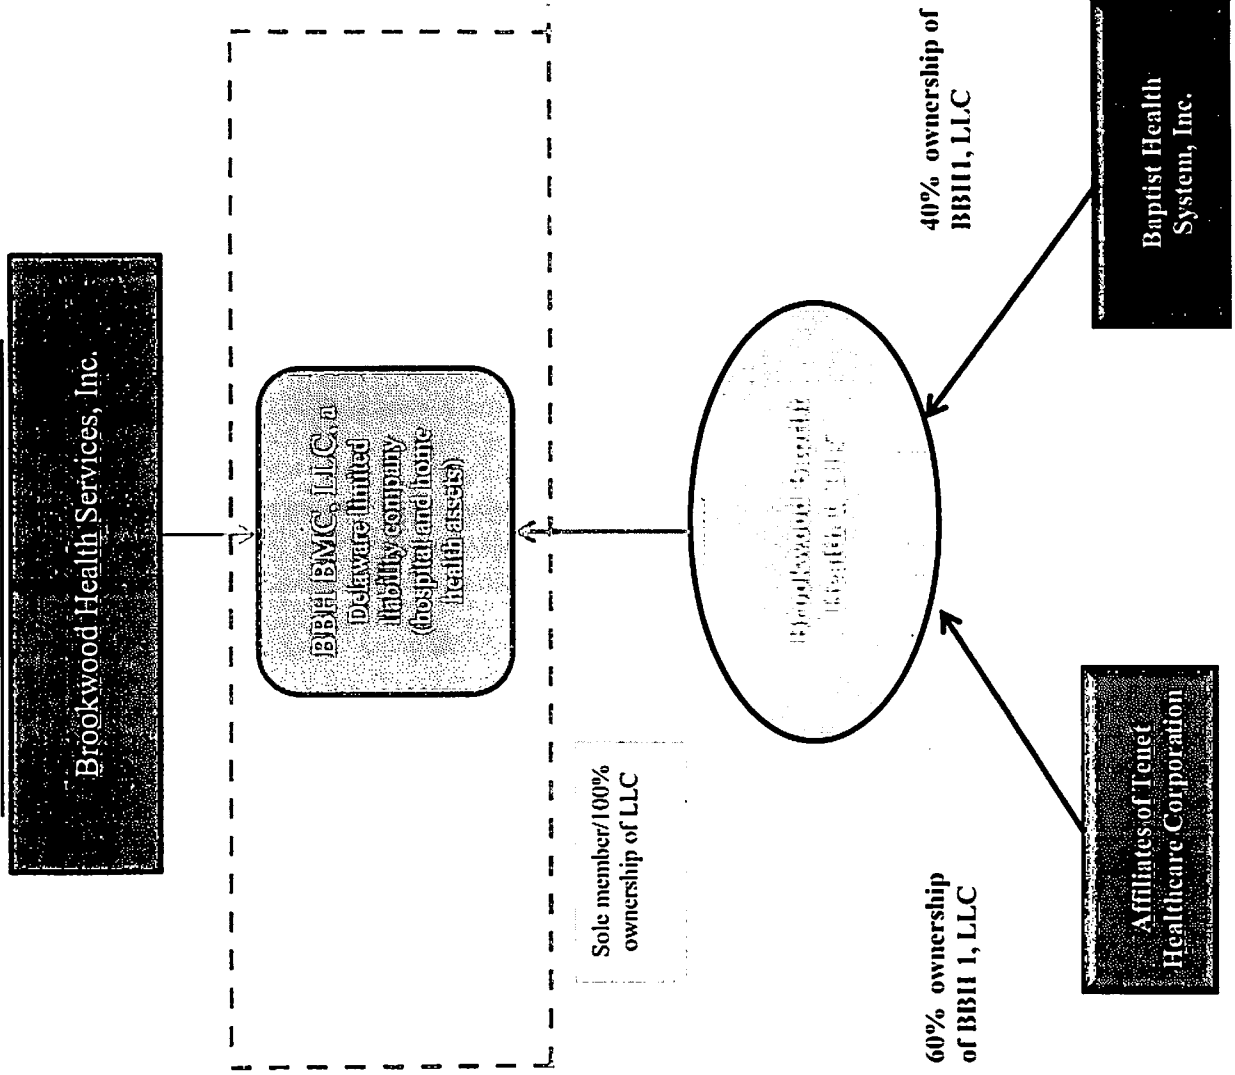 Brookwood Health Services, Inc.
BBH BMC, LLC, a
Delaware limited
liability company
(hospital and home
health assets)
Sole member/100%
ownership of LLC
Brookwood
60% ownership
of BBH 1, LLC
40% ownership of
BBH1, LLC
Affiliates of Tenet
Healthcare Corporation
Baptist Health
System, Inc.